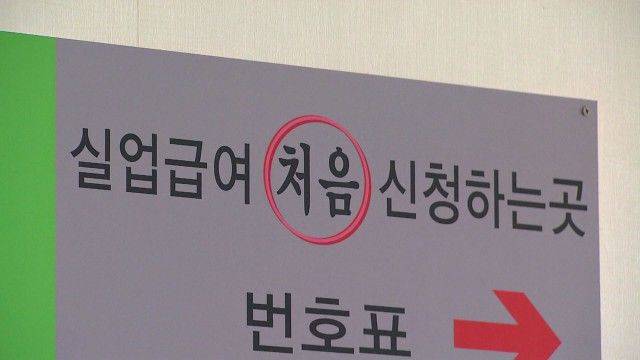 실업급여 처음 신청하는곳
번호표